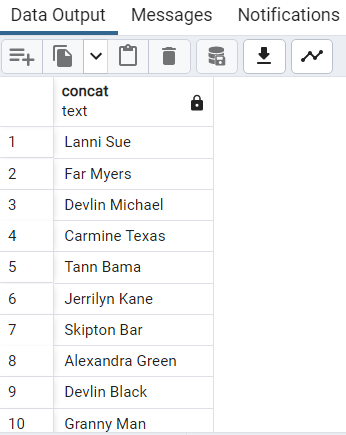 Data Output Messages Notifications
concat
text
1 Lanni Sue
2 Far Myers
3 Devlin Michael
4 Carmine Texas
5 Tann Bama
6 Jerrilyn Kane
7 Skipton Bar
8 Alexandra Green
9 Devlin Black
10 Granny Man